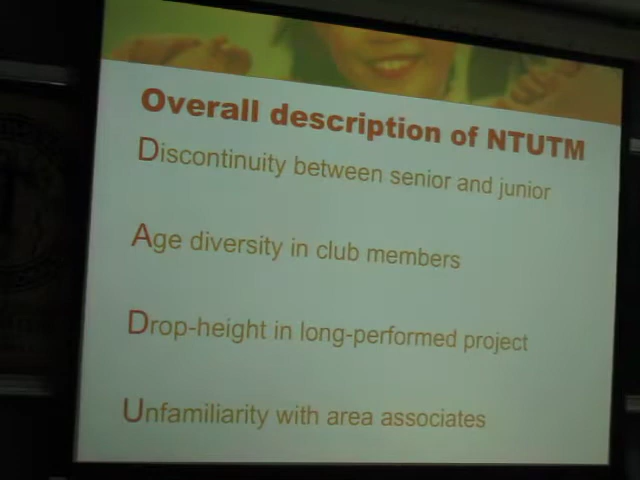 Overall description of NTUTM
Discontinuity between senior and junior
Age diversity in club members
Drop-height in long-performed project
Unfamiliarity with area associates